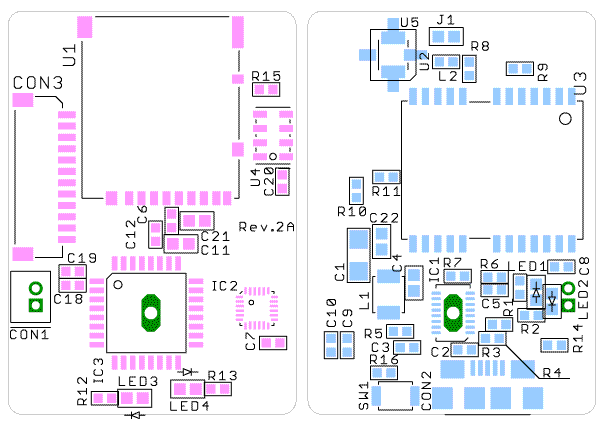 U1
CON3
R15
U4
C20
C6
C12
C21
C11
Rev.2A
C19
C18
CON1
IC3
IC2
C7
R12
LED3
LED4
R13
U5
J1
U2
L2
R8
R9
U3
R11
R10
C22
C1
C4
L1
IC1
R7
R6
C5
LED1
C8
LED2
R1
R2
C10
C9
R5
C3
C2
R3
R14
R16
R4
SW1
CON2